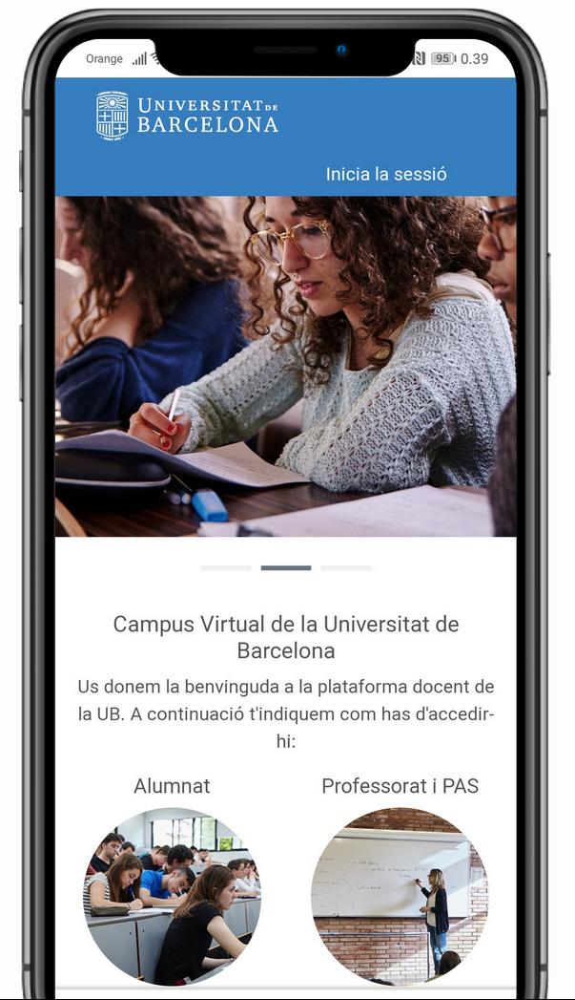 Orange
95
0.39
UNIVERSITAT DE
BARCELONA
Inicia la sessió
Campus Virtual de la Universitat de
Barcelona
Us donem la benvinguda a la plataforma docent de
la UB. A continuació t'indiquem com has d'accedir-
hi:
Alumnat
Professorat i PAS